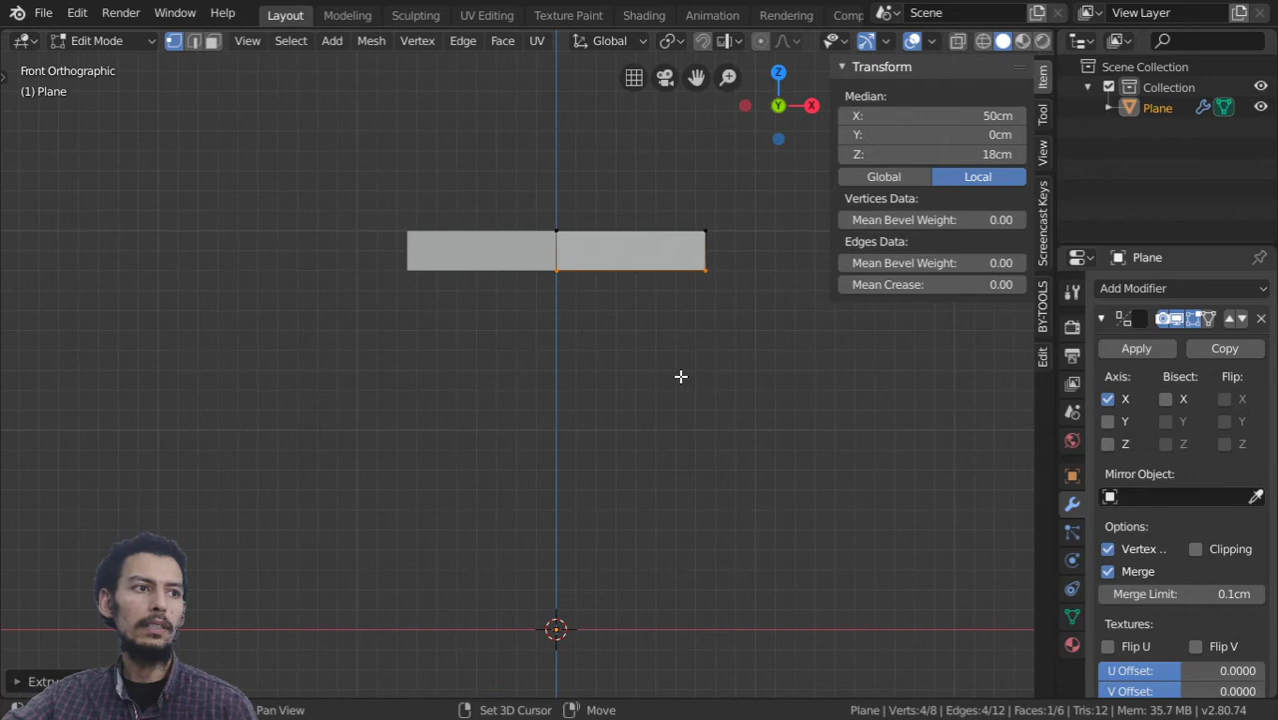 File Edit Render Window Help Layout Modeling Sculpting UV Editing Texture Paint Shading Animation Rendering Comp Scene View Layer
Edit Mode View Select Add Mesh Vertex Edge Face UV Global
Front Orthographic
(1) Plane
Z
Y
X
Transform
Median:
X: 50cm
Y: 0cm
Z: 18cm
Global Local
Vertices Data:
Mean Bevel Weight: 0.00
Edges Data:
Mean Bevel Weight: 0.00
Mean Crease: 0.00
Item
Tool
View
Screencast Keys
BY-TOOLS
Edit
Scene Collection
Collection
Plane
Plane
Add Modifier
Apply Copy
Axis: Bisect: Flip:
X X X
Y Y Y
Z Z Z
Mirror Object:
Options:
Vertex .. Clipping
Merge
Merge Limit: 0.1cm
Textures:
Flip U Flip V
U Offset: 0.0000
V Offset: 0.0000
Extru
Pan View Set 3D Cursor Move Plane | Verts:4/8 | Edges:4/12 | Faces:1/6 | Tris:12 | Mem: 35.7 MB | v2.80.74